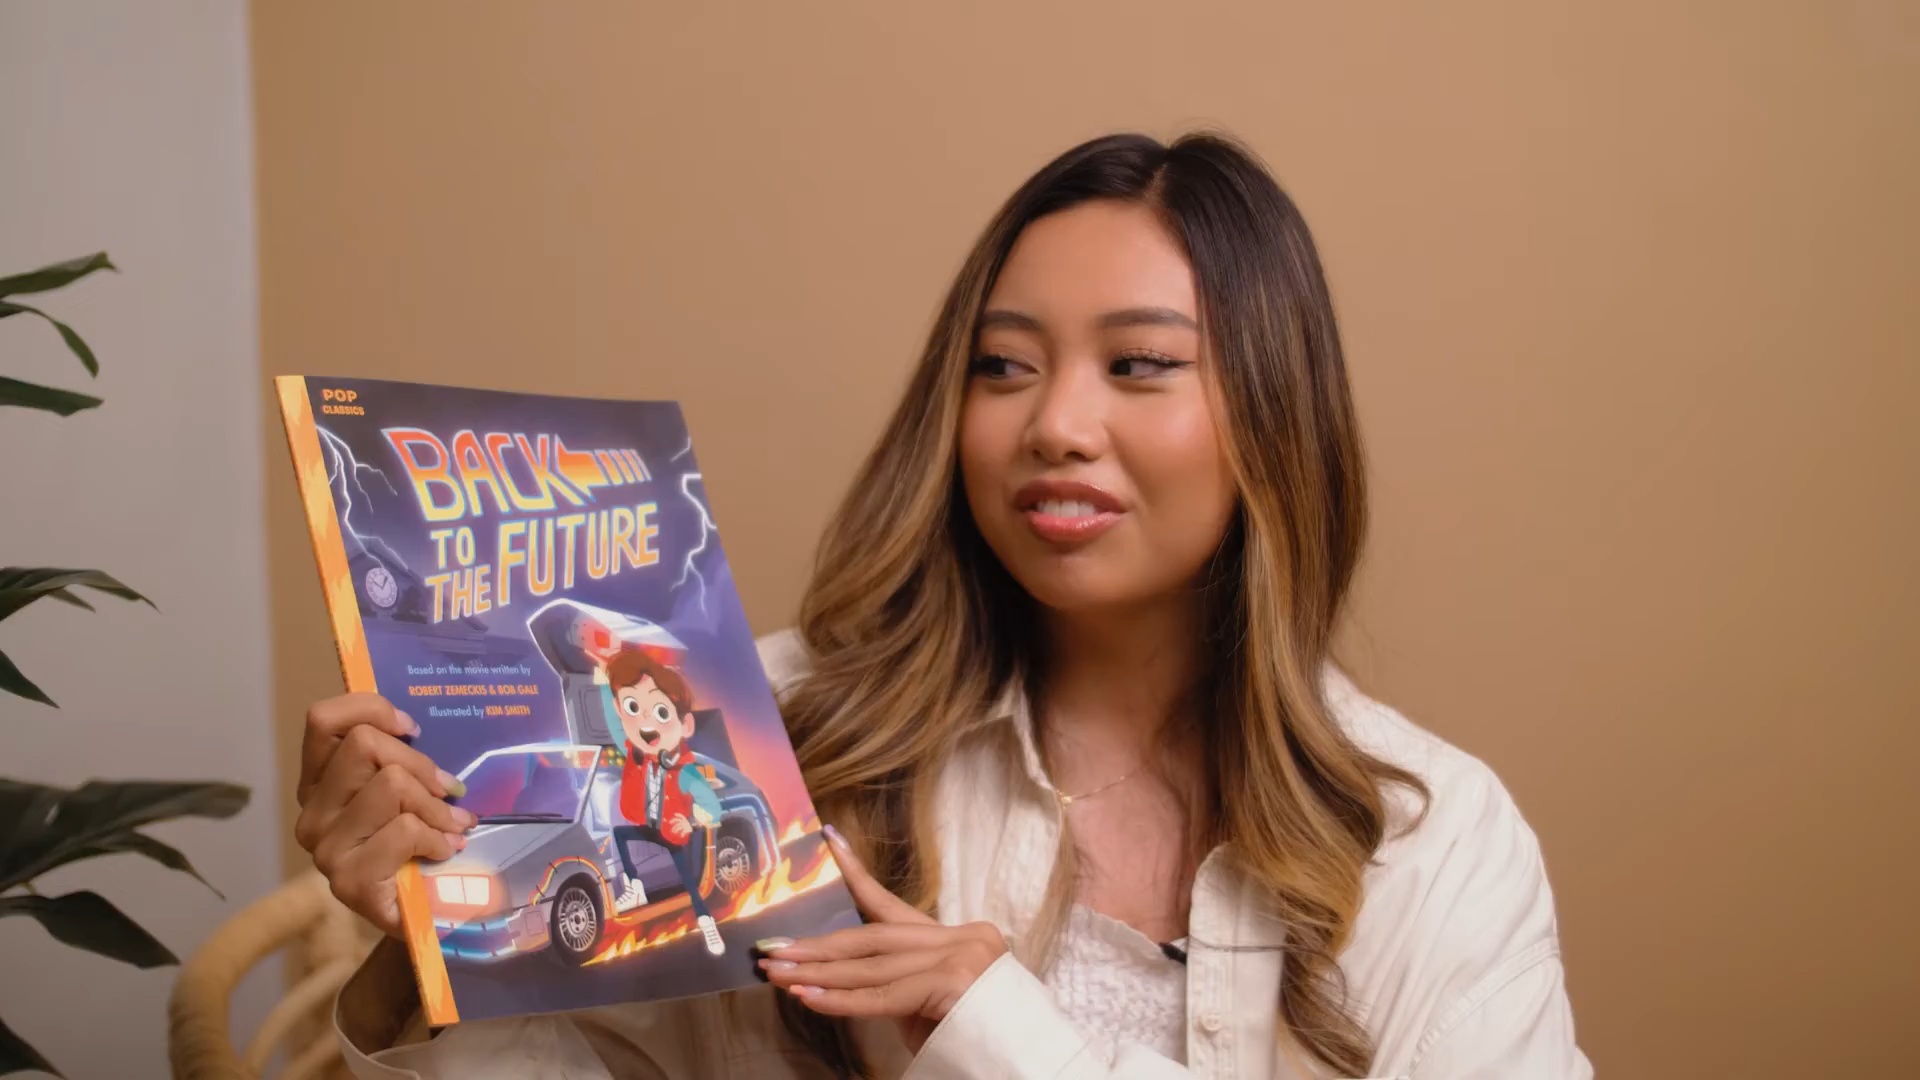 POP
CLASSICS
BACK
TO
THE FUTURE
Based on the movie written by
ROBERT ZEMECKIS & BOB GALE
Illustrated by KIM SMITH